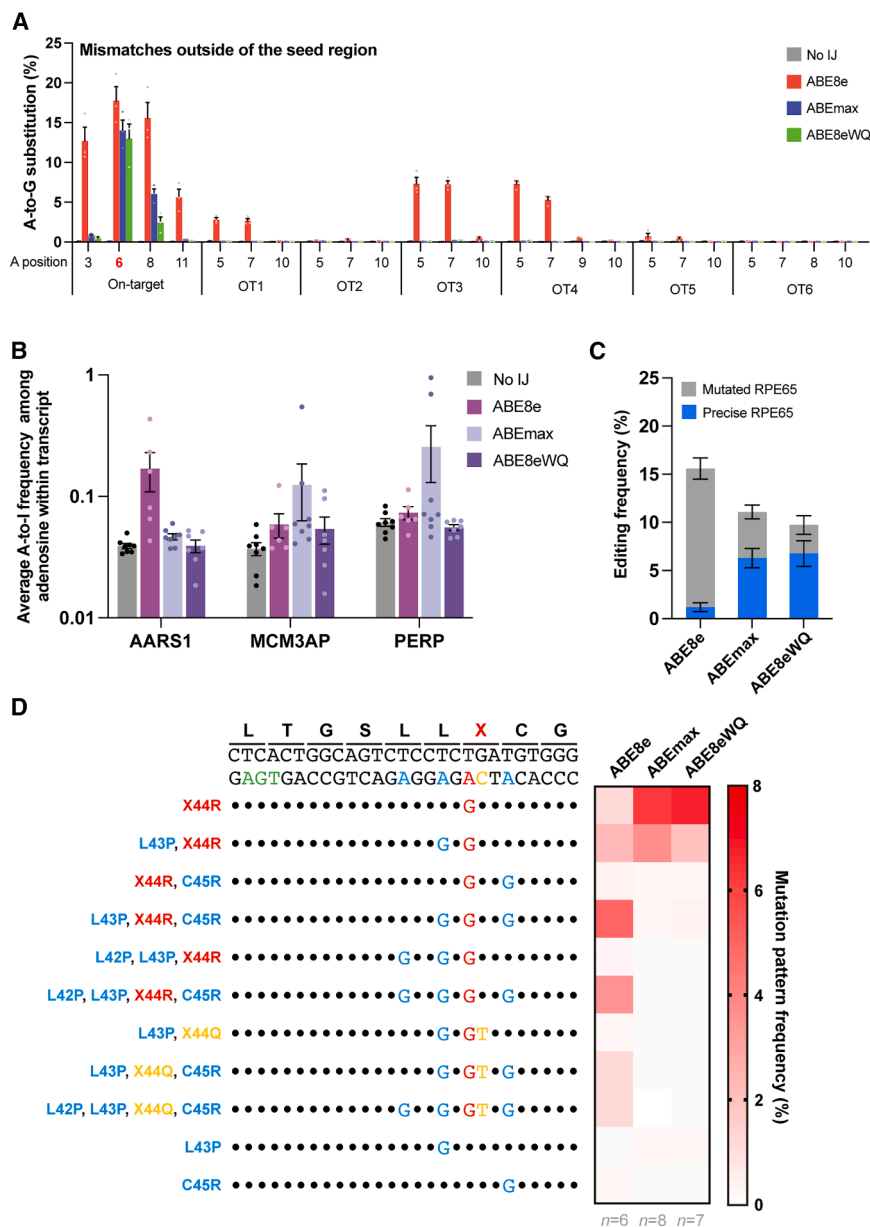 A
Mismatches outside of the seed region
A-to-G substitution (%)
25
20
15
10
5
0
No IJ
ABE8e
ABEmax
ABE8eWQ
A position 3 6 8 11 5 7 10 5 7 10 5 7 10 5 7 9 10 5 7 10 5 7 8 10
On-target OT1 OT2 OT3 OT4 OT5 OT6
B
Average A-to-I frequency among
adenosine within transcript
1
0.1
0.01
No IJ
ABE8e
ABEmax
ABE8eWQ
AARS1 MCM3AP PERP
C
Editing frequency (%)
25
20
15
10
5
0
Mutated RPE65
Precise RPE65
ABE8e ABEmax ABE8eWQ
D
L T G S L L X C G
CTCACTGGCAGTCTCCTCTGATGTGGG
GAGTGACCGTCAGAGGAGACTACACCC
X44R G
L43P, X44R G G
X44R, C45R G G
L43P, X44R, C45R G G G
L42P, L43P, X44R G G G
L42P, L43P, X44R, C45R G G G G
L43P, X44Q G G T
L43P, X44Q, C45R G G T G
L42P, L43P, X44Q, C45R G G G T G
L43P G
C45R G
ABE8e ABEmax ABE8eWQ
8
6
4
2
0
Mutation pattern frequency (%)
n=6 n=8 n=7